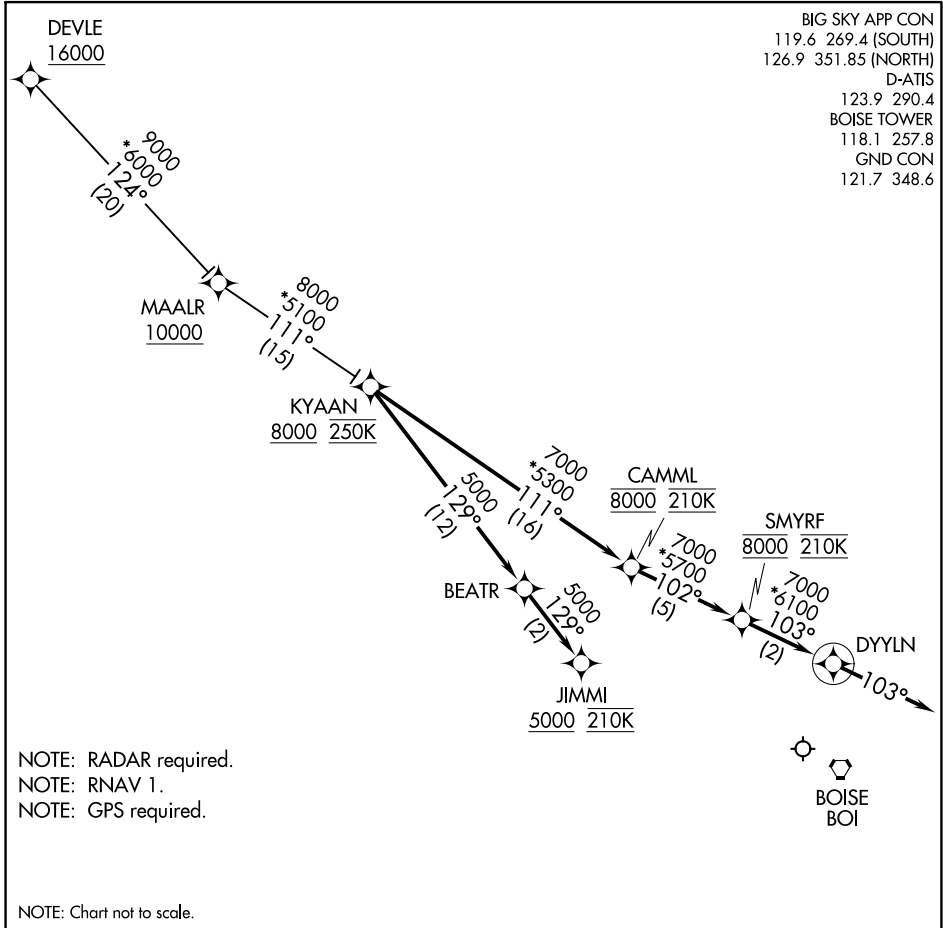 DEVLE
16000
BIG SKY APP CON
119.6 269.4 (SOUTH)
126.9 351.85 (NORTH)
D-ATIS
123.9 290.4
BOISE TOWER
118.1 257.8
GND CON
121.7 348.6
9000
*6000
124°
(20)
MAALR
10000
8000
*5100
111°
(15)
KYAAN
8000 250K
7000
*5300
111°
(16)
5000
129°
(12)
CAMML
8000 210K
7000
*5700
102°
(5)
SMYRF
8000 210K
7000
*6100
103°
(2)
DYYLN
103°
BEATR
5000
129°
(2)
JIMMI
5000 210K
BOISE
BOI
NOTE: RADAR required.
NOTE: RNAV 1.
NOTE: GPS required.
NOTE: Chart not to scale.